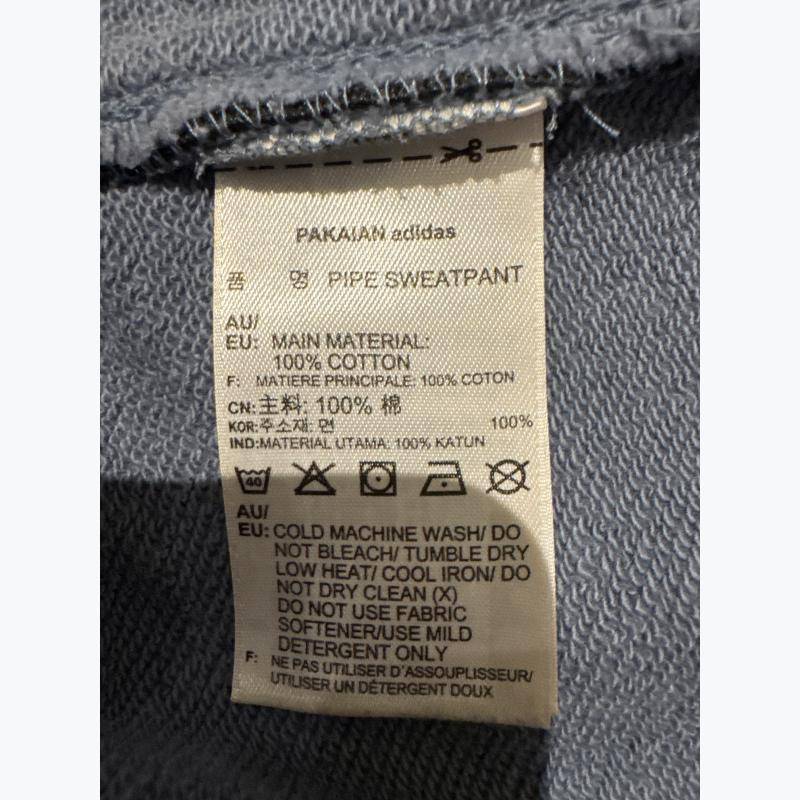 PAKAIAN adidas
품 명 PIPE SWEATPANT
AU/
EU: MAIN MATERIAL:
100% COTTON
F: MATIERE PRINCIPALE: 100% COTON
CN:主料: 100% 棉
KOR:주소재: 면 100%
IND:MATERIAL UTAMA: 100% KATUN
40
AU/
EU: COLD MACHINE WASH/ DO
NOT BLEACH/ TUMBLE DRY
LOW HEAT/ COOL IRON/ DO
NOT DRY CLEAN (X)
DO NOT USE FABRIC
SOFTENER/USE MILD
DETERGENT ONLY
F: NE PAS UTILISER D'ASSOUPLISSEUR/
UTILISER UN DÉTERGENT DOUX